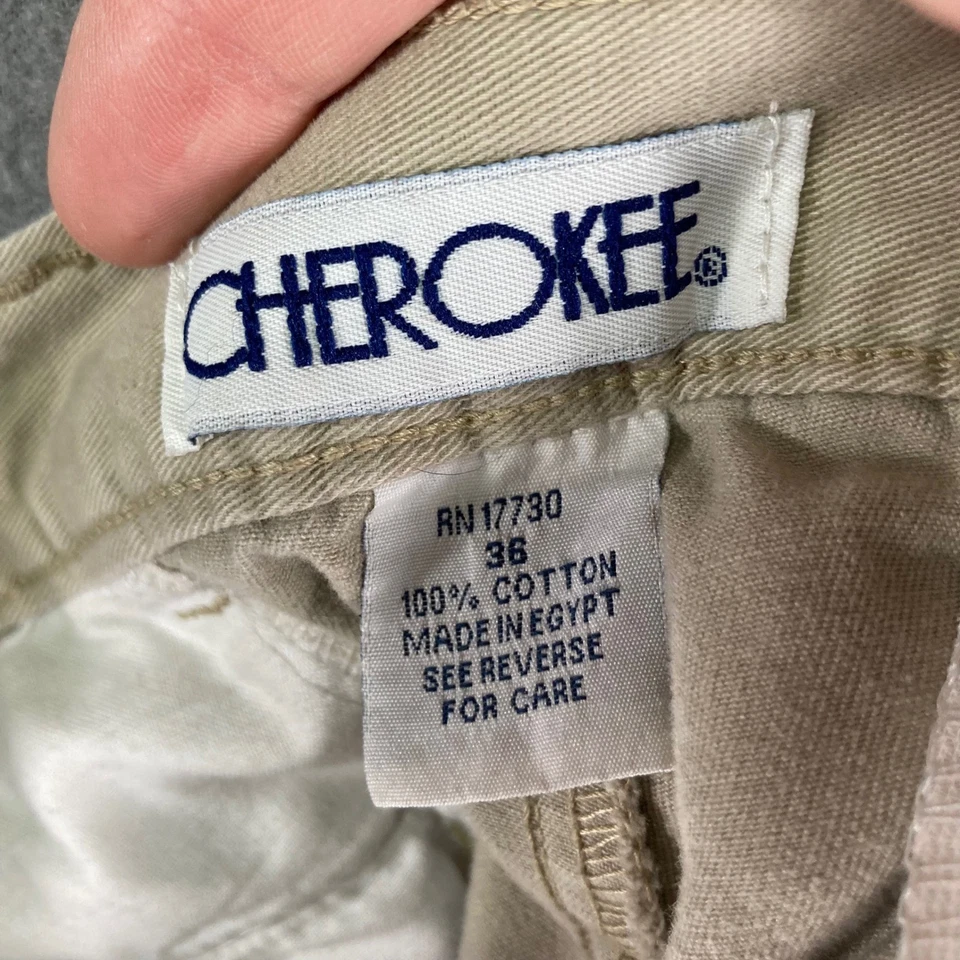 CHEROKEE®
RN 17730
36
100% COTTON
MADE IN EGYPT
SEE REVERSE
FOR CARE